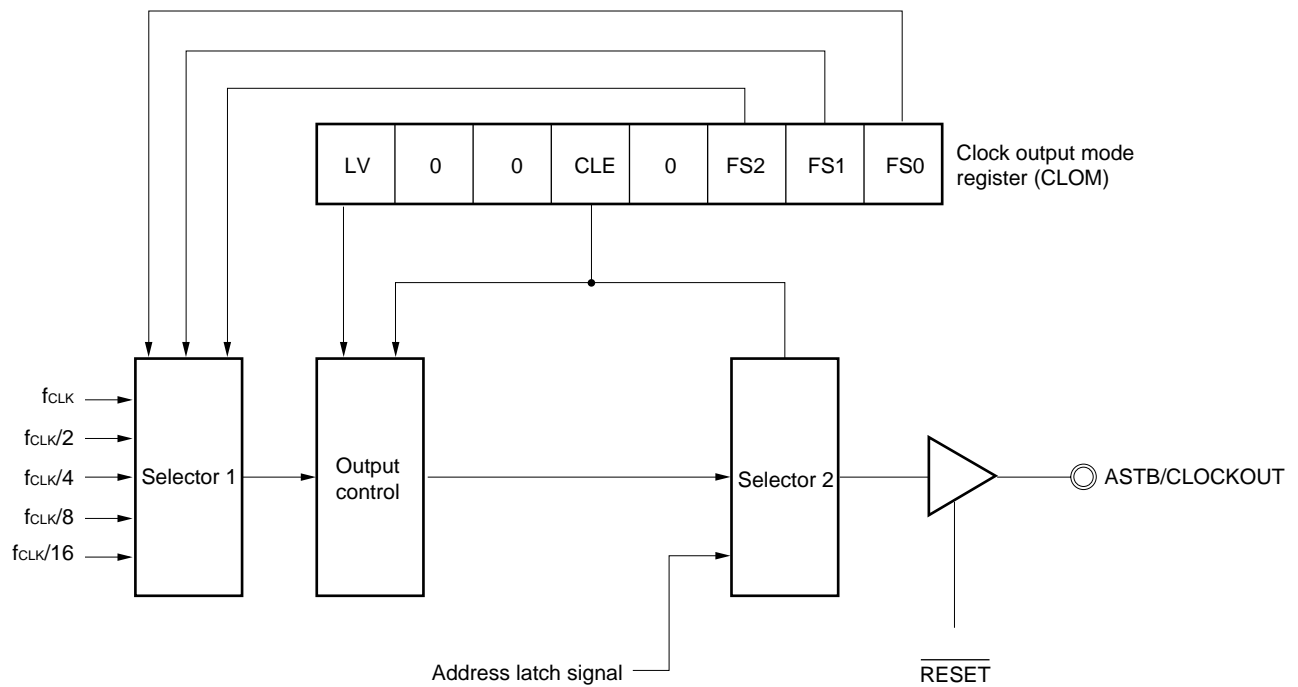 LV 0 0 CLE 0 FS2 FS1 FS0
Clock output mode
register (CLOM)
fCLK
fCLK/2
fCLK/4
fCLK/8
fCLK/16
Selector 1
Output
control
Selector 2
ASTB/CLOCKOUT
Address latch signal
RESET